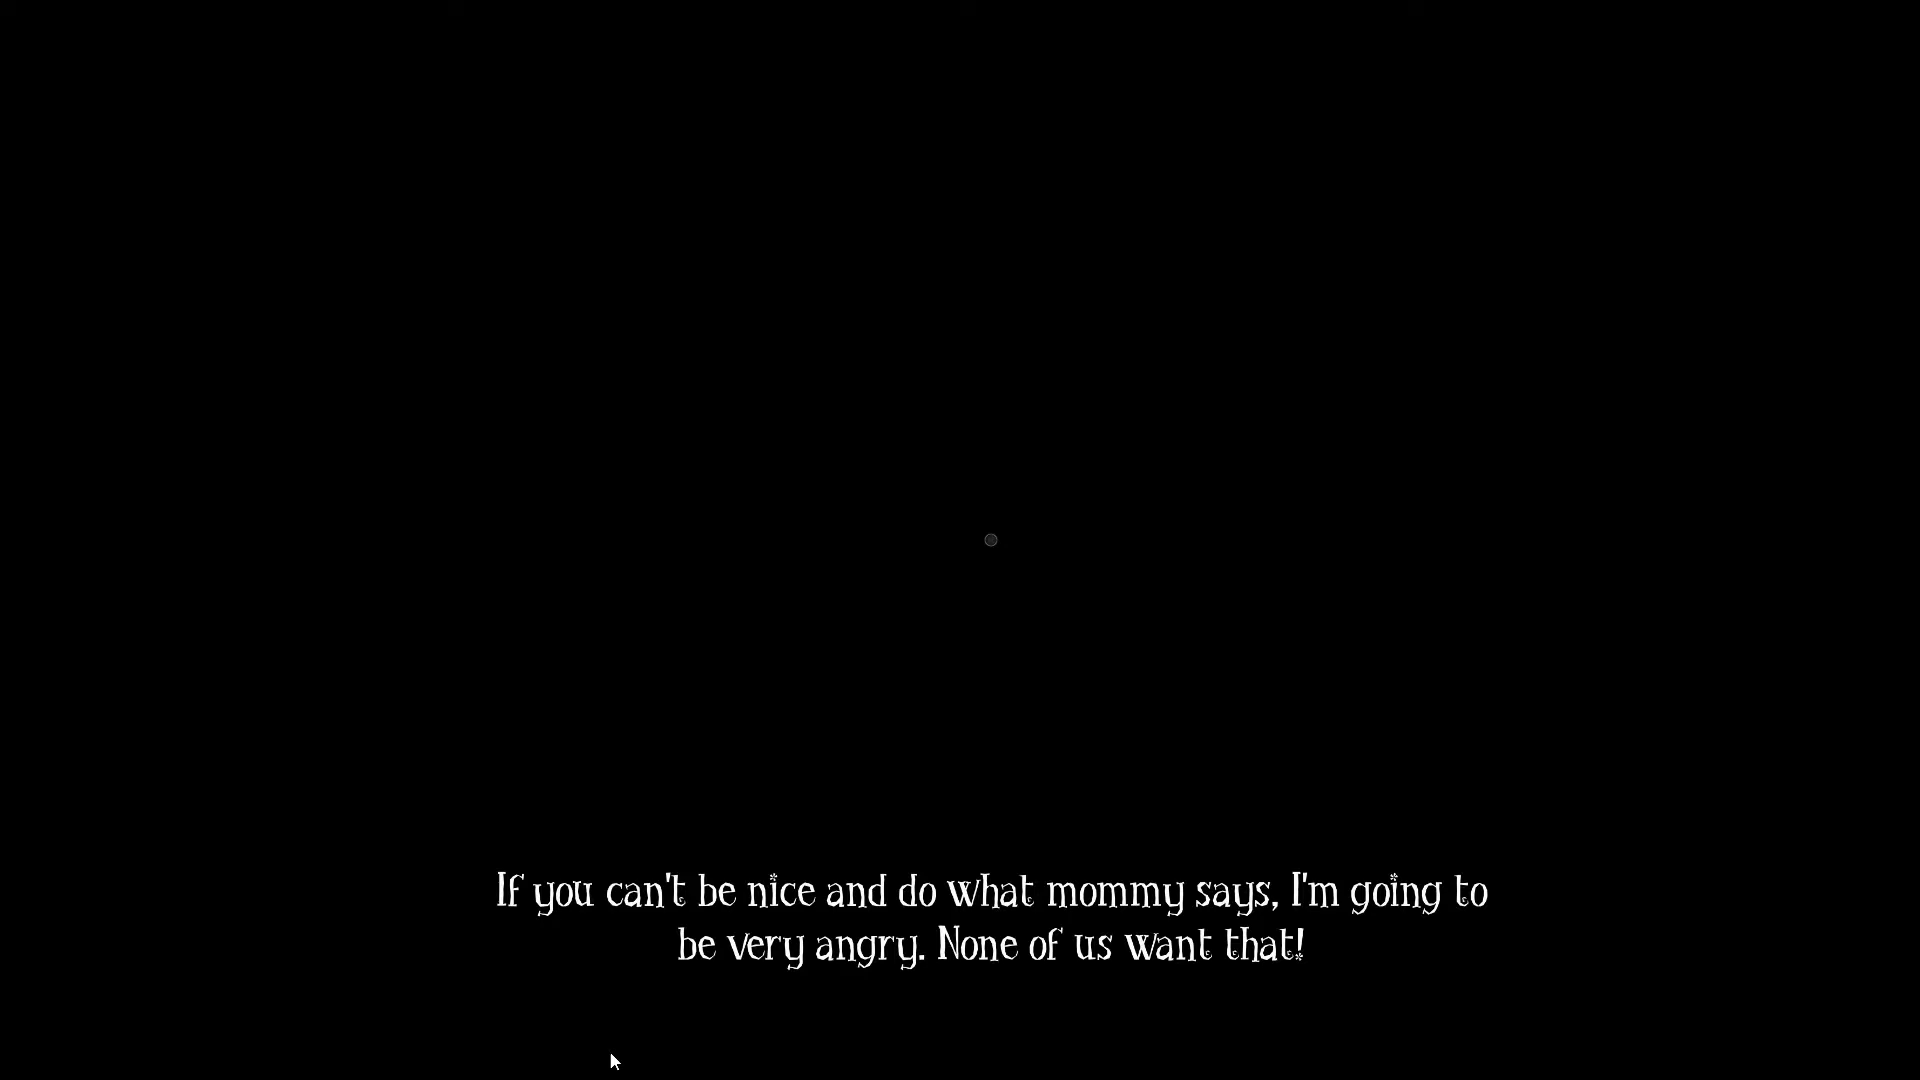 If you can't be nice and do what mommy says, I'm going to
be very angry. None of us want that!